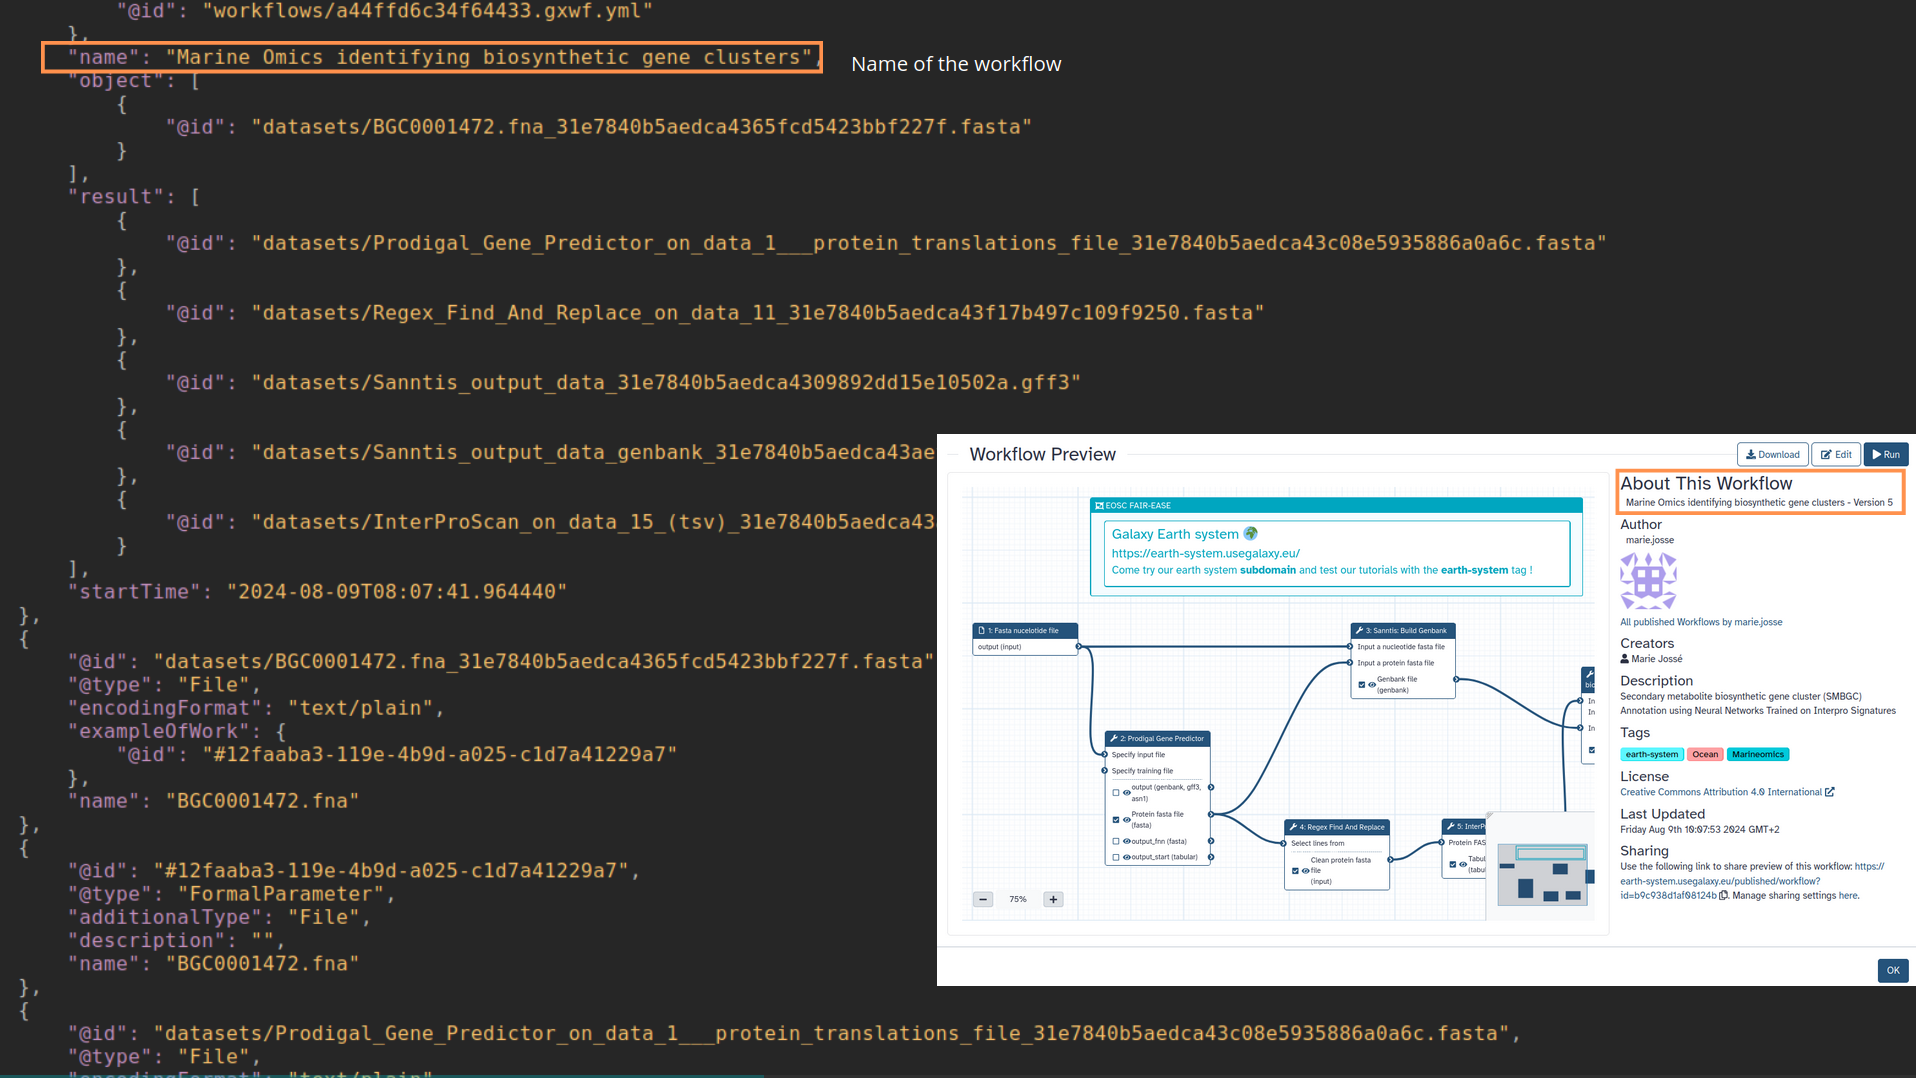 "@id": "workflows/a44ffd6c34f64433.gxwf.yml"
},
"name": "Marine Omics identifying biosynthetic gene clusters",
Name of the workflow
"object": [
{
"@id": "datasets/BGC0001472.fna_31e7840b5aedca4365fcd5423bbf227f.fasta"
}
],
"result": [
{
"@id": "datasets/Prodigal_Gene_Predictor_on_data_1___protein_translations_file_31e7840b5aedca43c08e5935886a0a6c.fasta"
},
{
"@id": "datasets/Regex_Find_And_Replace_on_data_11_31e7840b5aedca43f17b497c109f9250.fasta"
},
{
"@id": "datasets/Sanntis_output_data_31e7840b5aedca4309892dd15e10502a.gff3"
},
{
"@id": "datasets/Sanntis_output_data_genbank_31e7840b5aedca43ae
},
{
"@id": "datasets/InterProScan_on_data_15_(tsv)_31e7840b5aedca43
}
],
"startTime": "2024-08-09T08:07:41.964440"
},
{
"@id": "datasets/BGC0001472.fna_31e7840b5aedca4365fcd5423bbf227f.fasta"
"@type": "File",
"encodingFormat": "text/plain",
"exampleOfWork": {
"@id": "#12faaba3-119e-4b9d-a025-c1d7a41229a7"
},
"name": "BGC0001472.fna"
},
{
"@id": "#12faaba3-119e-4b9d-a025-c1d7a41229a7",
"@type": "FormalParameter",
"additionalType": "File",
"description": "",
"name": "BGC0001472.fna"
},
{
"@id": "datasets/Prodigal_Gene_Predictor_on_data_1___protein_translations_file_31e7840b5aedca43c08e5935886a0a6c.fasta",
"@type": "File",
"encodingFormat": "text/plain"
Workflow Preview
Download
Edit
Run
EOSC FAIR-EASE
Galaxy Earth system
https://earth-system.usegalaxy.eu/
Come try our earth system subdomain and test our tutorials with the earth-system tag !
1: Fasta nucelotide file
output (input)
3: Sanntis: Build Genbank
Input a nucleotide fasta file
Input a protein fasta file
Genbank file
(genbank)
bio
In
In
2: Prodigal Gene Predictor
Specify input file
Specify training file
output (genbank, gff3,
asn1)
Protein fasta file
(fasta)
output_fnn (fasta)
output_start (tabular)
4: Regex Find And Replace
Select lines from
Clean protein fasta
file
(input)
5: InterP
Protein FAS
Tabul
(tabul
75%
About This Workflow
Marine Omics identifying biosynthetic gene clusters - Version 5
Author
marie.josse
All published Workflows by marie.josse
Creators
Marie Jossé
Description
Secondary metabolite biosynthetic gene cluster (SMBGC)
Annotation using Neural Networks Trained on Interpro Signatures
Tags
earth-system Ocean Marineomics
License
Creative Commons Attribution 4.0 International
Last Updated
Friday Aug 9th 10:07:53 2024 GMT+2
Sharing
Use the following link to share preview of this workflow: https://
earth-system.usegalaxy.eu/published/workflow?
id=b9c938d1af08124b. Manage sharing settings here.
OK